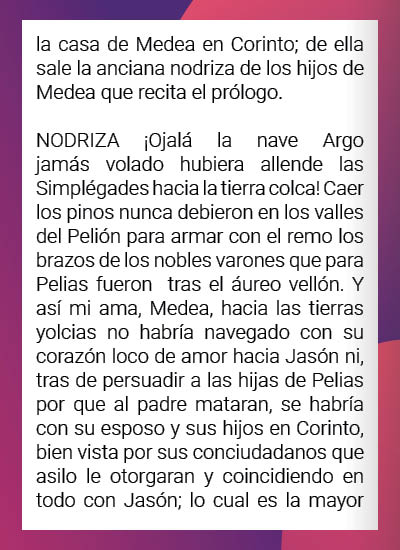 la casa de Medea en Corinto; de ella
sale la anciana nodriza de los hijos de
Medea que recita el prólogo.
NODRIZA ¡Ojalá la nave Argo
jamás volado hubiera allende las
Simplégades hacia la tierra colca! Caer
los pinos nunca debieron en los valles
del Pelión para armar con el remo los
brazos de los nobles varones que para
Pelias fueron tras el áureo vellón. Y
así mi ama, Medea, hacia las tierras
yolcias no habría navegado con su
corazón loco de amor hacia Jasón ni,
tras de persuadir a las hijas de Pelias
por que al padre mataran, se habría
con su esposo y sus hijos en Corinto,
bien vista por sus conciudadanos que
asilo le otorgaran y coincidiendo en
todo con Jasón; lo cual es la mayor